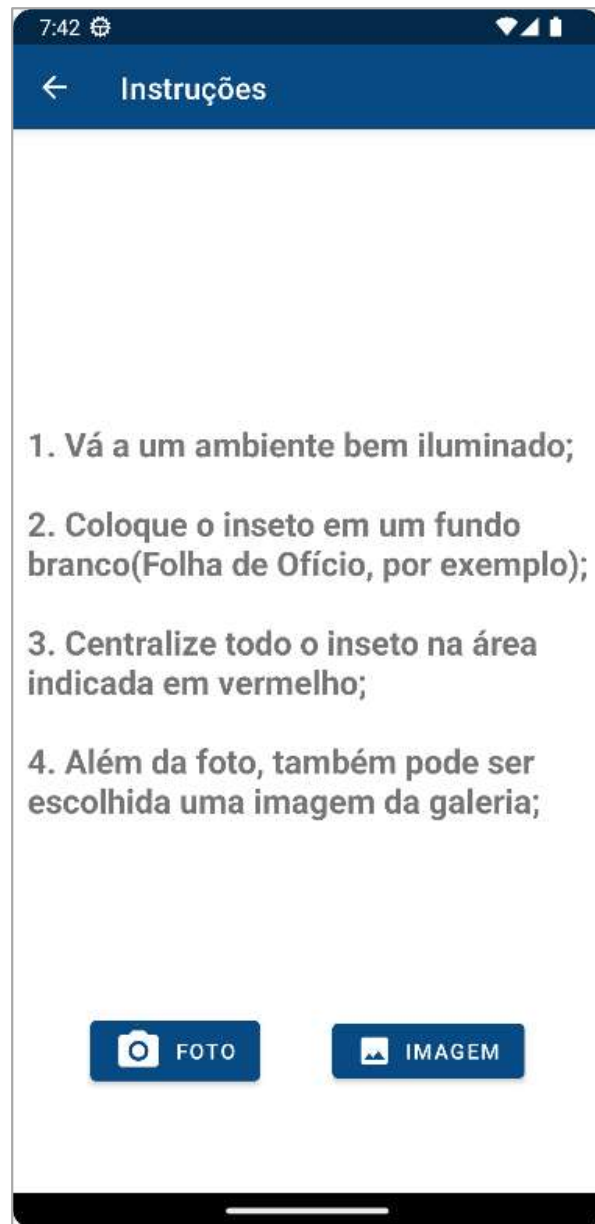 7:42
Instruções
1. Vá a um ambiente bem iluminado;
2. Coloque o inseto em um fundo
branco(Folha de Ofício, por exemplo);
3. Centralize todo o inseto na área
indicada em vermelho;
4. Além da foto, também pode ser
escolhida uma imagem da galeria;
FOTO
IMAGEM